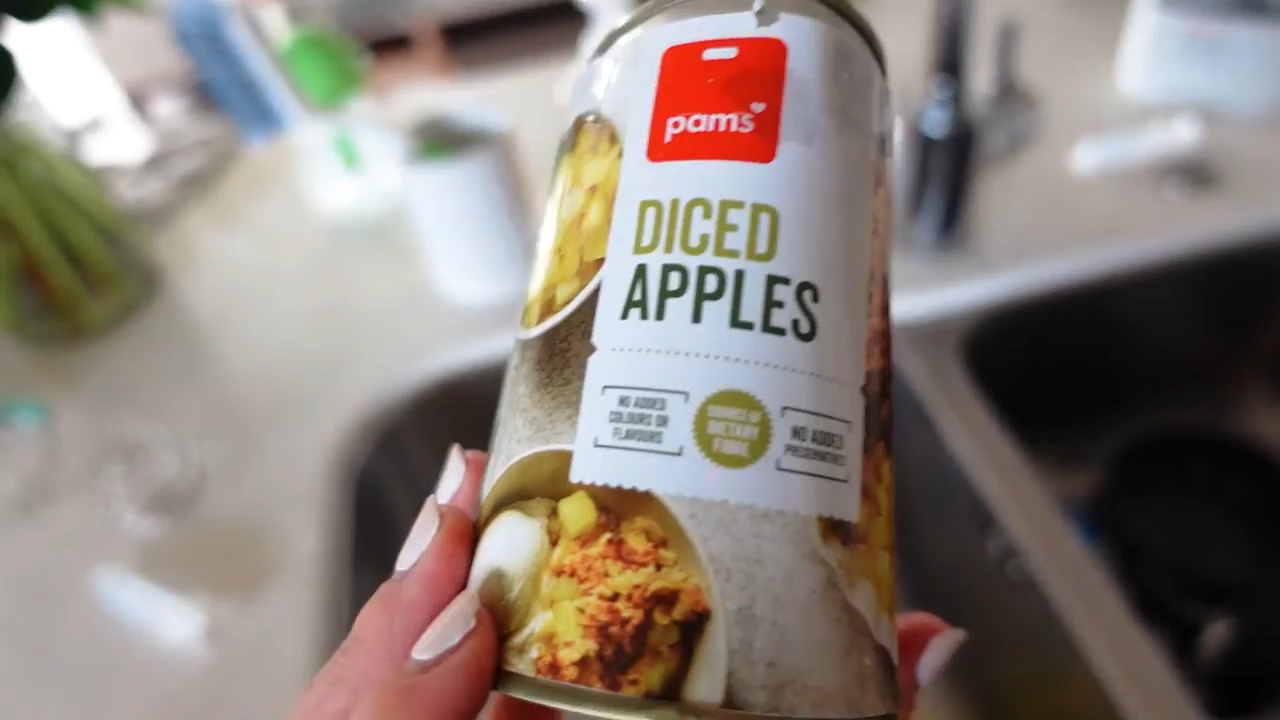 pams
DICED
APPLES
NO ADDED
COLOURS OR
FLAVOURS
SOURCE OF
DIETARY
FIBRE
NO ADDED
PRESERVATIVES